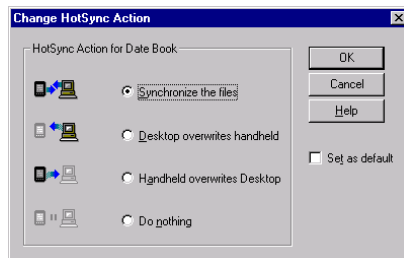 Change HotSync Action
HotSync Action for Date Book
Synchronize the files
Desktop overwrites handheld
Handheld overwrites Desktop
Do nothing
OK
Cancel
Help
Set as default